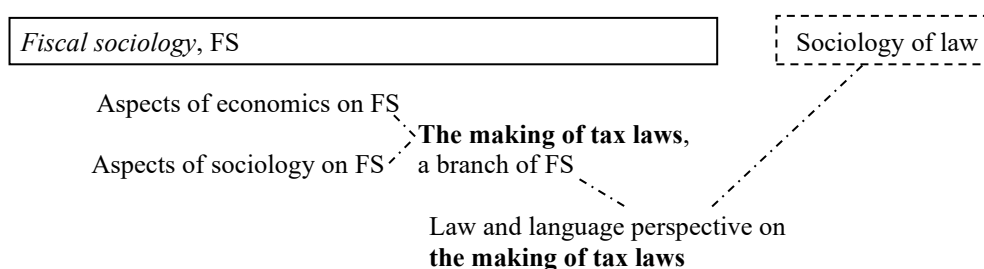 Fiscal sociology, FS
Sociology of law
Aspects of economics on FS
The making of tax laws,
Aspects of sociology on FS
a branch of FS
Law and language perspective on
the making of tax laws